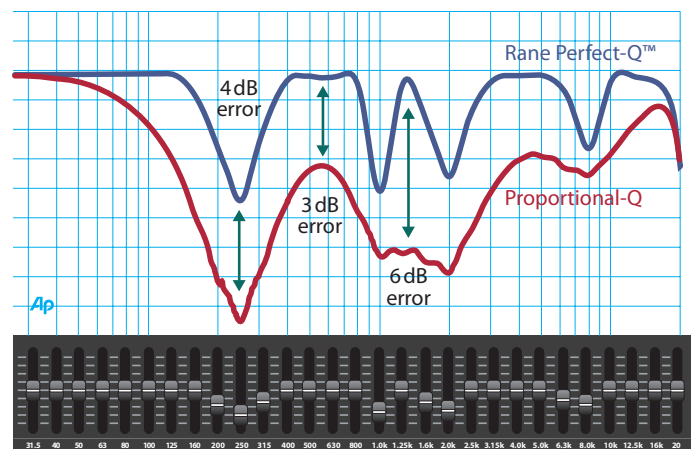 Rane Perfect-Q™
4 dB
error
3 dB
error
Proportional-Q
6 dB
error
Ap
31.5 40 50 63 80 100 125 160 200 250 315 400 500 630 800 1.0k 1.25k 1.6k 2.0k 2.5k 3.15k 4.0k 5.0k 6.3k 8.0k 10k 12.5k 16k 20